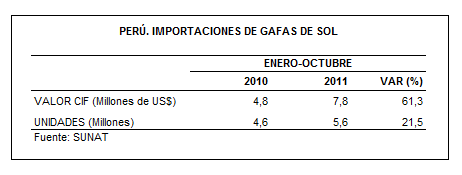 PERÚ. IMPORTACIONES DE GAFAS DE SOL
ENERO-OCTUBRE
2010 2011 VAR (%)
VALOR CIF (Millones de US$) 4,8 7,8 61,3
UNIDADES (Millones) 4,6 5,6 21,5
Fuente: SUNAT